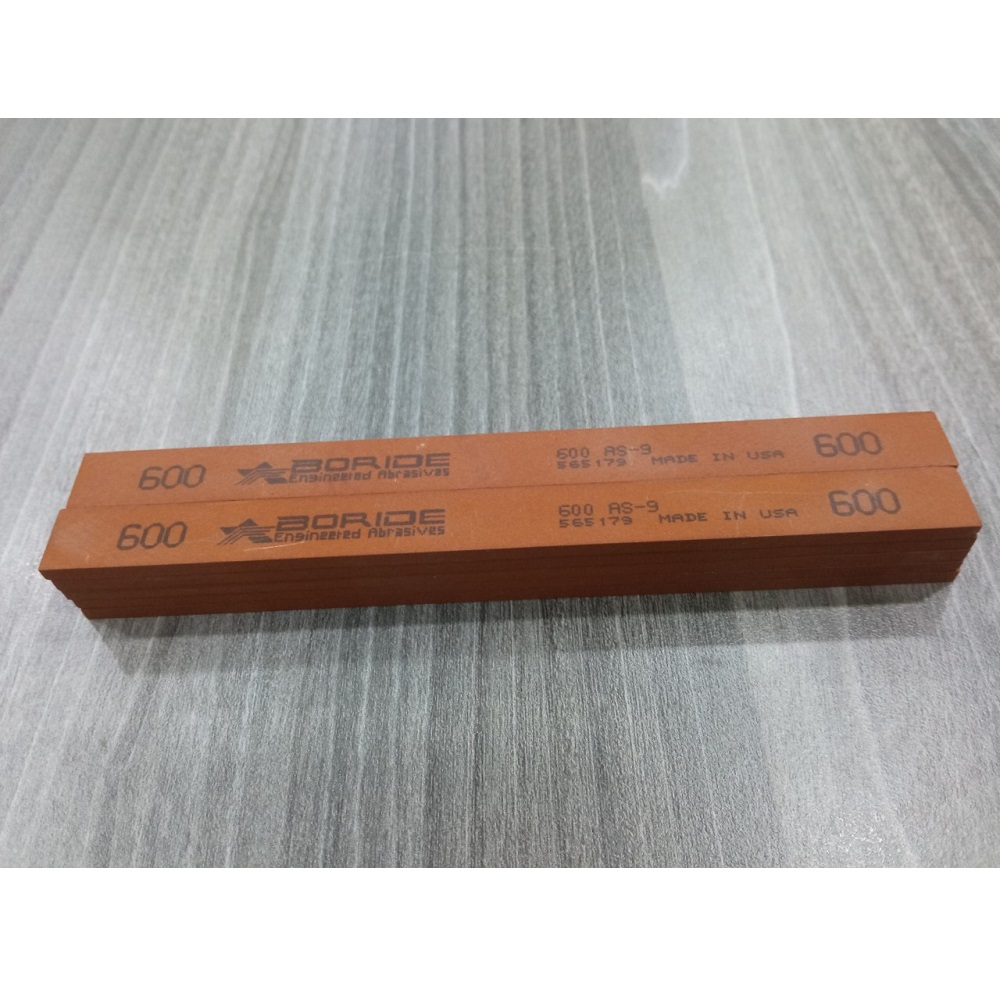 600 BORIDE 600 AS-9 600
Engineered Abrasives 565179 MADE IN USA
600 BORIDE 600 AS-9 600
Engineered Abrasives 565179 MADE IN USA